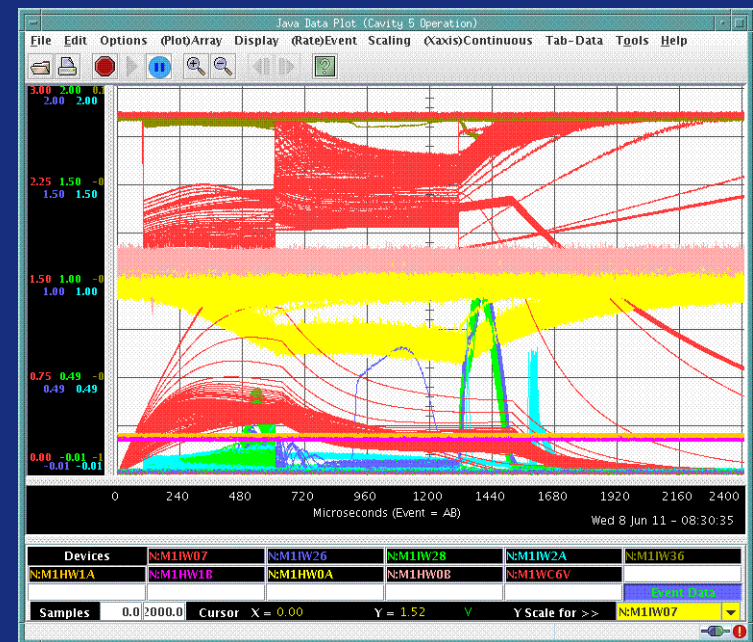 Java Data Plot (Cavity 5 Operation)
File Edit Options (Plot)Array Display (Rate)Event Scaling (Xaxis)Continuous Tab-Data Tools Help
3.00 2.00
2.00 2.00
2.25 1.50 -0
1.50 1.50
1.50 1.00 -0
1.00 1.00
0.75 0.49 -0
0.49 0.49
0.00 -0.01 -1
-0.01 -0.01
0 240 480 720 960 1200 1440 1680 1920 2160 2400
Microseconds (Event = AB)
Wed 8 Jun 11 - 08:30:35
Devices N:M1IW07 N:M1IW26 N:M1IW28 N:M1IW2A N:M1IW36
N:M1HW1A N:M1HW1B N:M1HW0A N:M1HW0B N:M1WC6V
Event Data
Samples 0.0 2000.0 Cursor X = 0.00 Y = 1.52 V Y Scale for >> N:M1IW07